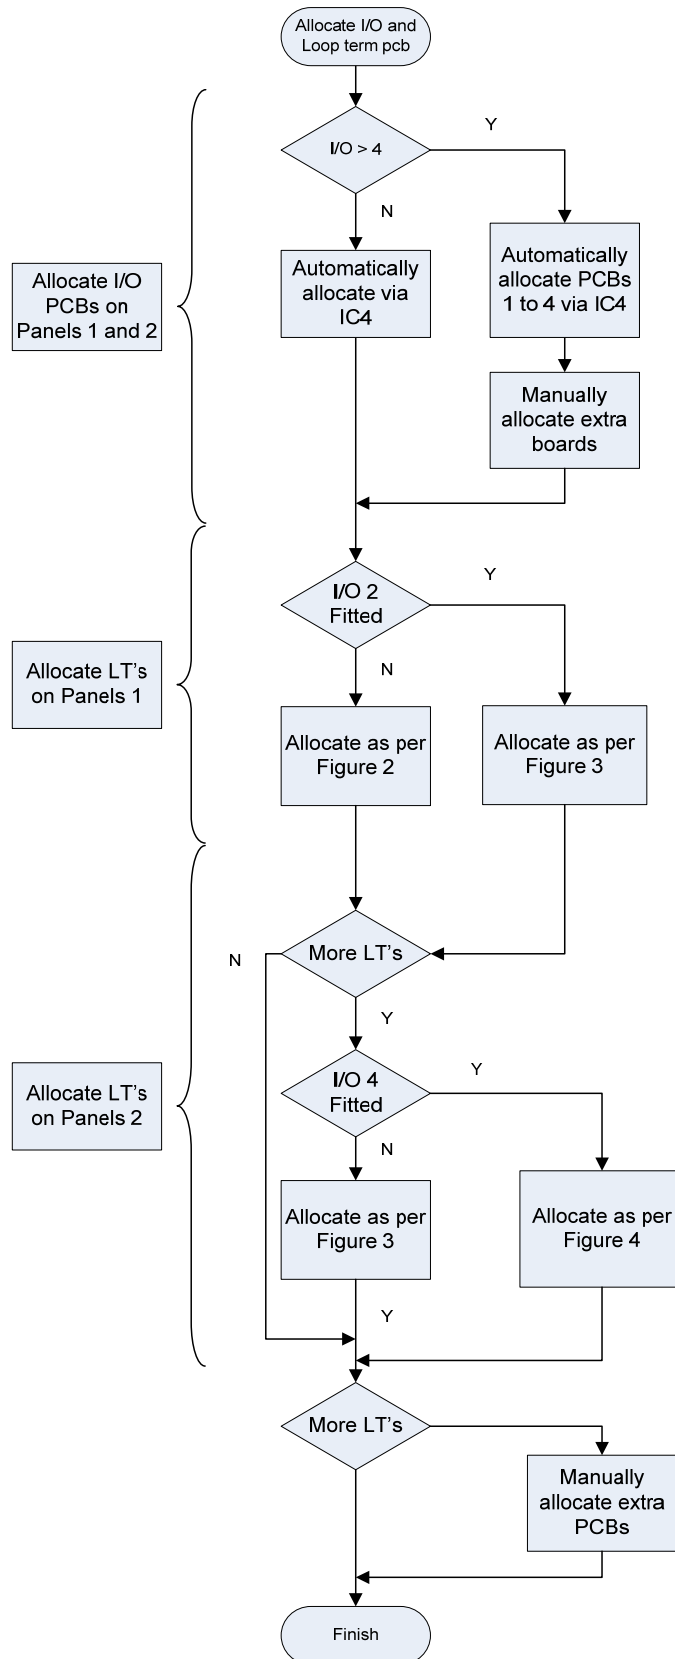 Allocate I/O and
Loop term pcb
I/O > 4
Y
N
Automatically
allocate via
IC4
Automatically
allocate PCBs
1 to 4 via IC4
Allocate I/O
PCBs on
Panels 1 and 2
Manually
allocate extra
boards
I/O 2
Fitted
Y
N
Allocate LT's
on Panels 1
Allocate as per
Figure 2
Allocate as per
Figure 3
More LT's
N
Y
I/O 4
Fitted
Y
N
Allocate LT's
on Panels 2
Allocate as per
Figure 3
Allocate as per
Figure 4
Y
More LT's
Manually
allocate extra
PCBs
Finish